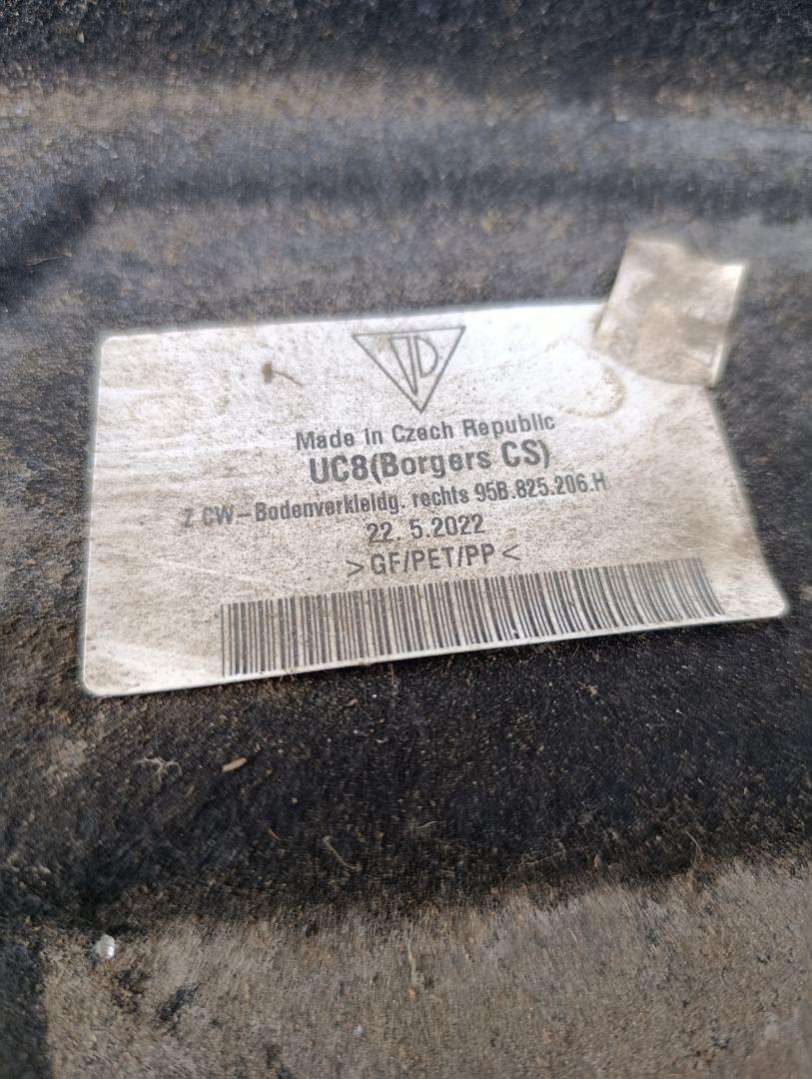 Made in Czech Republic
UC8(Borgers CS)
Z CW-Bodenverkleidg. rechts 95B.825.206.H
22. 5.2022
>GF/PET/PP<